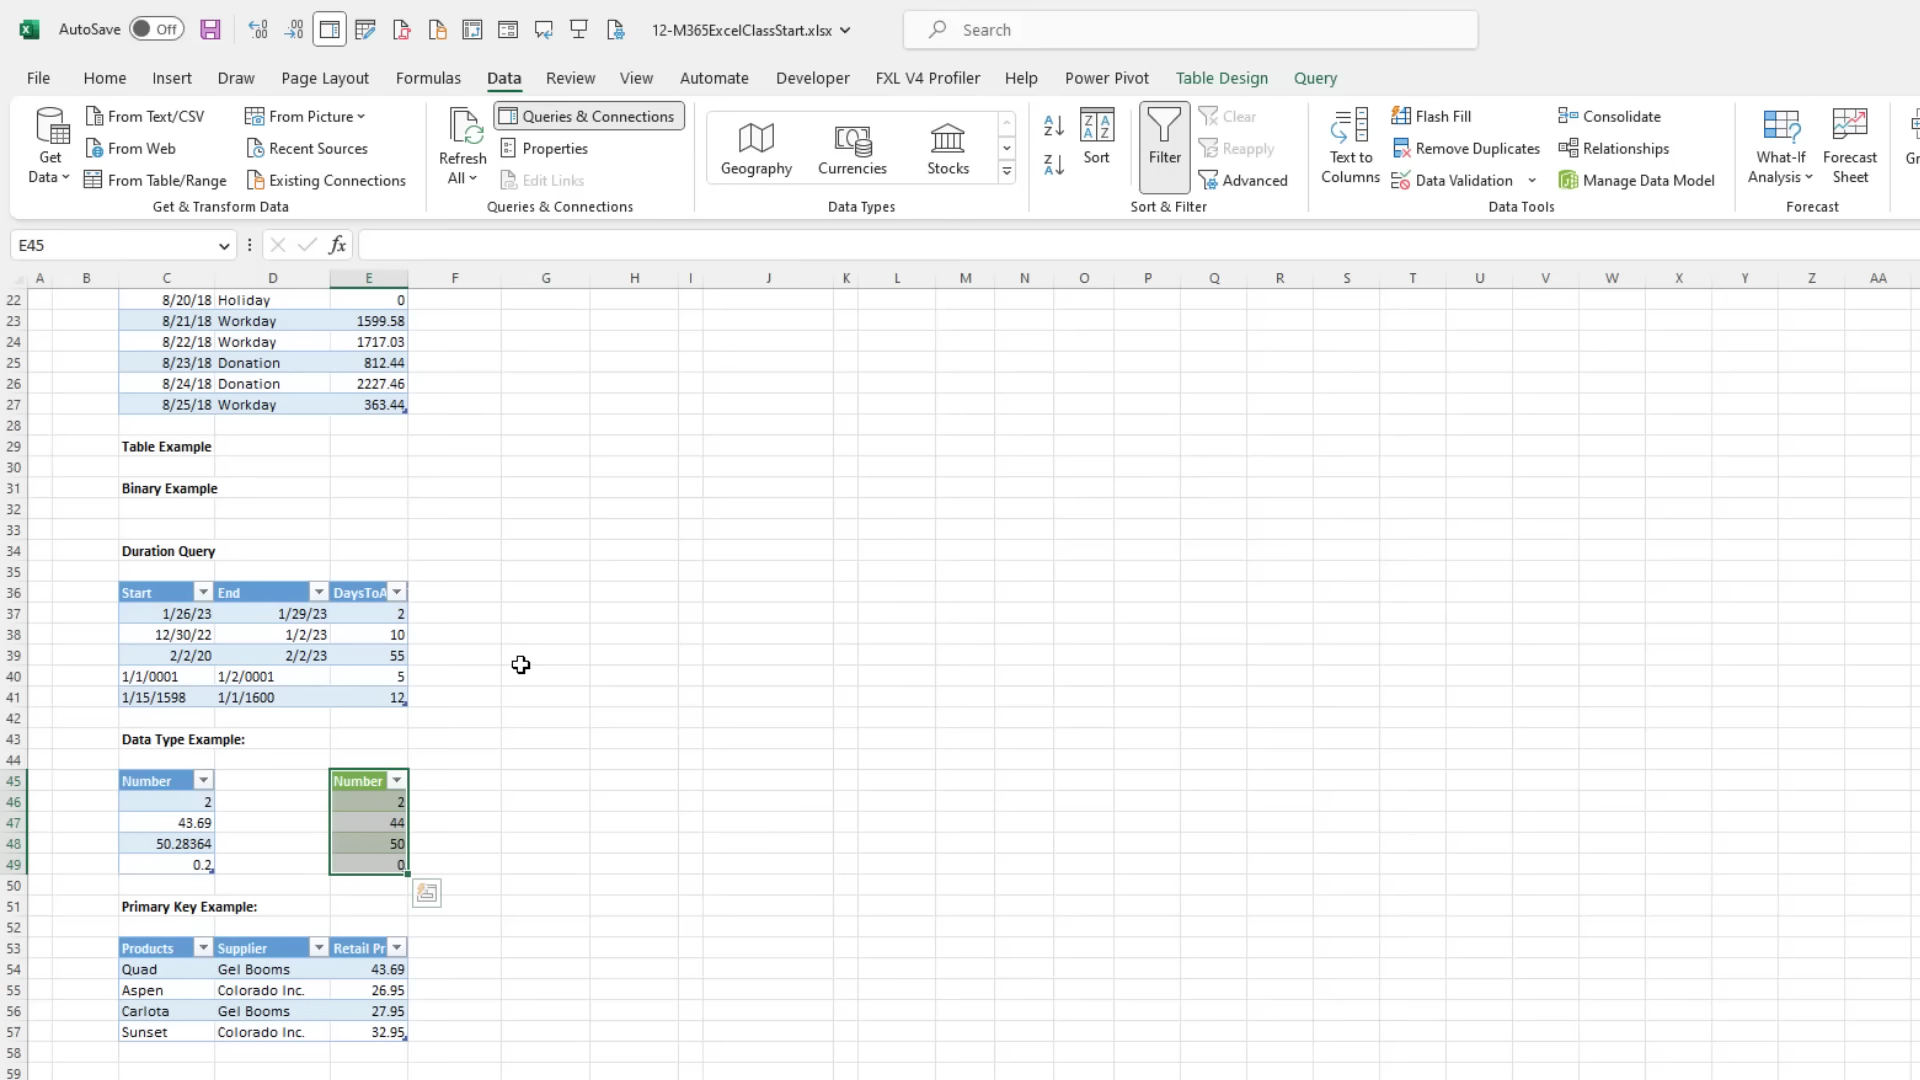 AutoSave Off 12-M365ExcelClassStart.xlsx Search
File Home Insert Draw Page Layout Formulas Data Review View Automate Developer FXL V4 Profiler Help Power Pivot Table Design Query
Get Data
From Text/CSV
From Web
From Table/Range
From Picture
Recent Sources
Existing Connections
Get & Transform Data
Refresh All
Queries & Connections
Properties
Edit Links
Queries & Connections
Geography Currencies Stocks
Data Types
Sort
Filter
Clear
Reapply
Advanced
Sort & Filter
Text to Columns
Flash Fill
Remove Duplicates
Data Validation
Consolidate
Relationships
Manage Data Model
Data Tools
What-If Analysis
Forecast Sheet
Forecast
E45 fx
A B C D E F G H I J K L M N O P Q R S T U V W X Y Z AA
22 8/20/18 Holiday 0
23 8/21/18 Workday 1599.58
24 8/22/18 Workday 1717.03
25 8/23/18 Donation 812.44
26 8/24/18 Donation 2227.46
27 8/25/18 Workday 363.44
28
29 Table Example
30
31 Binary Example
32
33
34 Duration Query
35
36 Start End DaysToA
37 1/26/23 1/29/23 2
38 12/30/22 1/2/23 10
39 2/2/20 2/2/23 55
40 1/1/0001 1/2/0001 5
41 1/15/1598 1/1/1600 12
42
43 Data Type Example:
44
45 Number Number
46 2 2
47 43.69 44
48 50.28364 50
49 0.2 0
50
51 Primary Key Example:
52
53 Products Supplier Retail Pr
54 Quad Gel Booms 43.69
55 Aspen Colorado Inc. 26.95
56 Carlota Gel Booms 27.95
57 Sunset Colorado Inc. 32.95
58
59